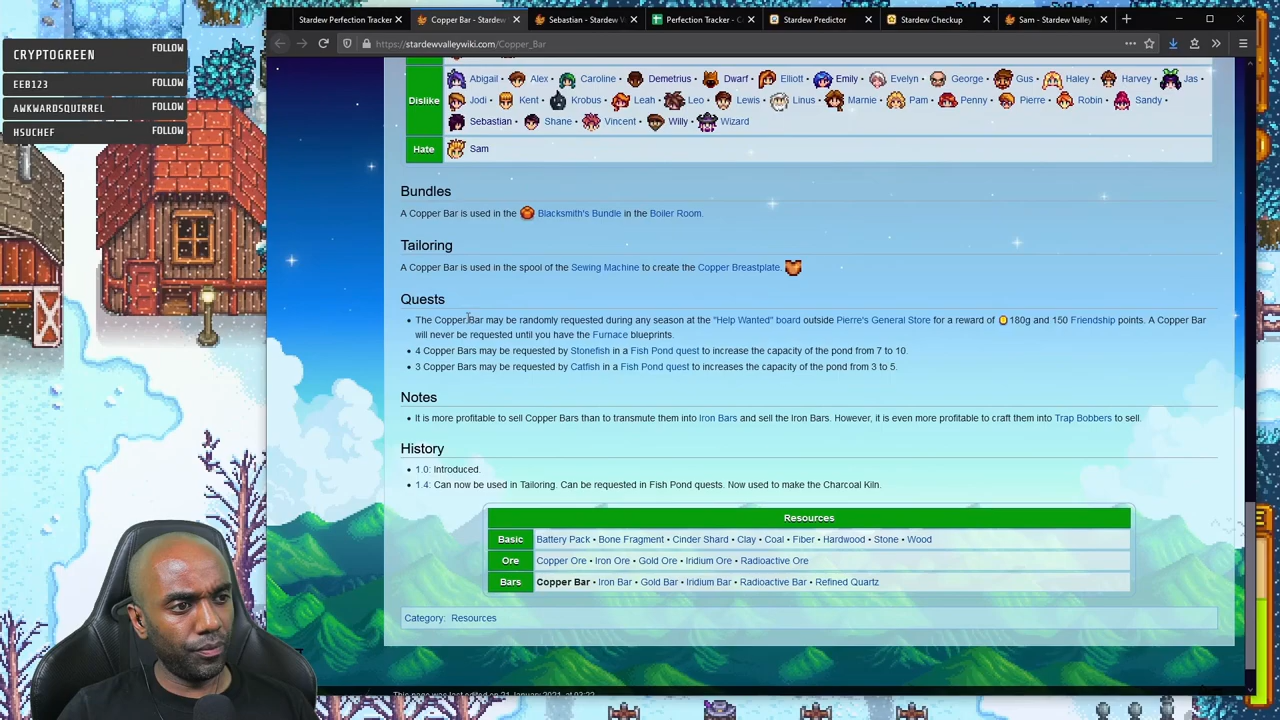 Stardew Perfection Tracker
Copper Bar - Stardew
Sebastian - Stardew Va
Perfection Tracker - C
Stardew Predictor
Stardew Checkup
Sam - Stardew Valley
https://stardewvalleywiki.com/Copper_Bar
CRYPTOGREEN FOLLOW
EEB123 FOLLOW
AWKWARDSQUIRREL FOLLOW
HSUCHEF FOLLOW
Dislike
Abigail • Alex • Caroline • Demetrius • Dwarf • Elliott • Emily • Evelyn • George • Gus • Haley • Harvey • Jas •
Jodi • Kent • Krobus • Leah • Leo • Lewis • Linus • Marnie • Pam • Penny • Pierre • Robin • Sandy •
Sebastian • Shane • Vincent • Willy • Wizard
Hate Sam
Bundles
A Copper Bar is used in the Blacksmith's Bundle in the Boiler Room.
Tailoring
A Copper Bar is used in the spool of the Sewing Machine to create the Copper Breastplate.
Quests
• The Copper Bar may be randomly requested during any season at the "Help Wanted" board outside Pierre's General Store for a reward of 180g and 150 Friendship points. A Copper Bar
will never be requested until you have the Furnace blueprints.
• 4 Copper Bars may be requested by Stonefish in a Fish Pond quest to increase the capacity of the pond from 7 to 10.
• 3 Copper Bars may be requested by Catfish in a Fish Pond quest to increases the capacity of the pond from 3 to 5.
Notes
• It is more profitable to sell Copper Bars than to transmute them into Iron Bars and sell the Iron Bars. However, it is even more profitable to craft them into Trap Bobbers to sell.
History
• 1.0: Introduced.
• 1.4: Can now be used in Tailoring. Can be requested in Fish Pond quests. Now used to make the Charcoal Kiln.
Resources
Basic Battery Pack • Bone Fragment • Cinder Shard • Clay • Coal • Fiber • Hardwood • Stone • Wood
Ore Copper Ore • Iron Ore • Gold Ore • Iridium Ore • Radioactive Ore
Bars Copper Bar • Iron Bar • Gold Bar • Iridium Bar • Radioactive Bar • Refined Quartz
Category: Resources
This page was last edited on 21 January 2021, at 03:22